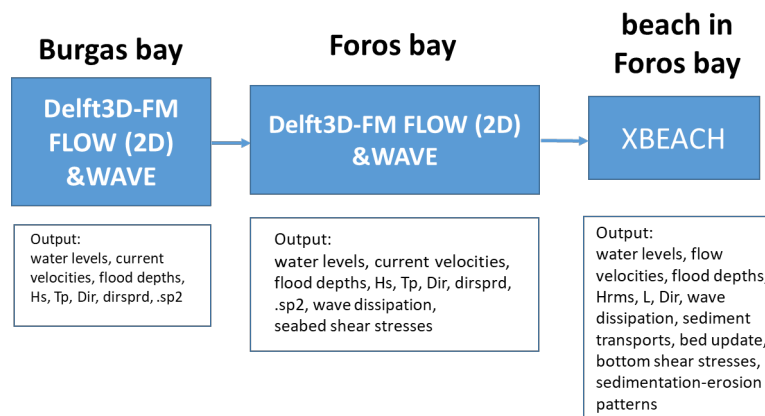 Burgas bay
Delft3D-FM
FLOW (2D)
&WAVE
Output:
water levels, current
velocities, flood depths,
Hs, Tp, Dir, dirsprd, .sp2
Foros bay
Delft3D-FM FLOW (2D)
&WAVE
Output:
water levels, current velocities,
flood depths, Hs, Tp, Dir, dirsprd,
.sp2, wave dissipation,
seabed shear stresses
beach in
Foros bay
XBEACH
Output:
water levels, flow
velocities, flood depths,
Hrms, L, Dir, wave
dissipation, sediment
transports, bed update,
bottom shear stresses,
sedimentation-erosion
patterns